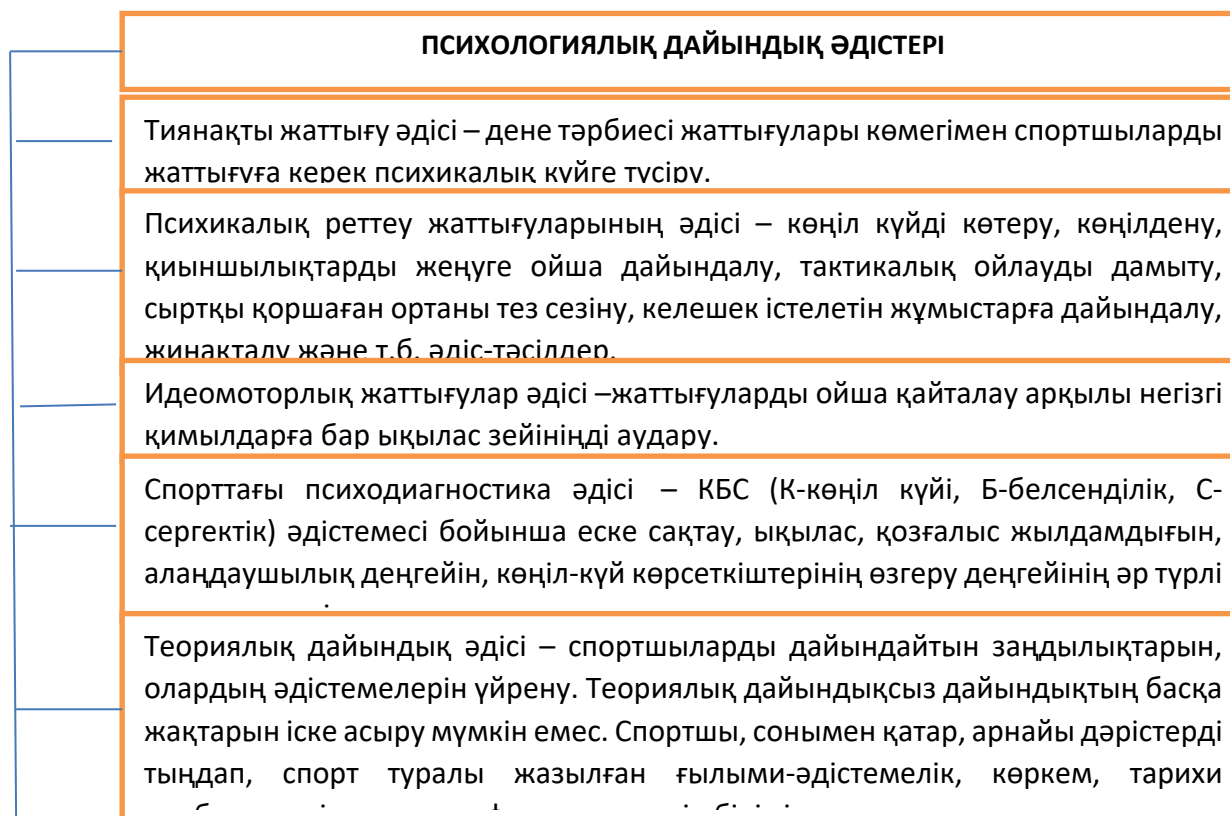 ПСИХОЛОГИЯЛЫҚ ДАЙЫНДЫҚ ӘДІСТЕРІ
Тиянақты жаттығу әдісі – дене тәрбиесі жаттығулары көмегімен спортшыларды
жаттығуға керек психикалық күйге түсіру.
Психикалық реттеу жаттығуларының әдісі – көңіл күйді көтеру, көңілдену,
қиыншылықтарды жеңуге ойша дайындалу, тактикалық ойлауды дамыту,
сыртқы қоршаған ортаны тез сезіну, келешек істелетін жұмыстарға дайындалу,
жинақталу және т.б. әдіс-тәсілдер.
Идеомоторлық жаттығулар әдісі –жаттығуларды ойша қайталау арқылы негізгі
қимылдарға бар ықылас зейініңді аудару.
Спорттағы психодиагностика әдісі – КБС (К-көңіл күйі, Б-белсенділік, С-
сергектік) әдістемесі бойынша еске сақтау, ықылас, қозғалыс жылдамдығын,
алаңдаушылық деңгейін, көңіл-күй көрсеткіштерінің өзгеру деңгейінің әр түрлі
Теориялық дайындық әдісі – спортшыларды дайындайтын заңдылықтарын,
олардың әдістемелерін үйрену. Теориялық дайындықсыз дайындықтың басқа
жақтарын іске асыру мүмкін емес. Спортшы, сонымен қатар, арнайы дәрістерді
тыңдап, спорт туралы жазылған ғылыми-әдістемелік, көркем, тарихи